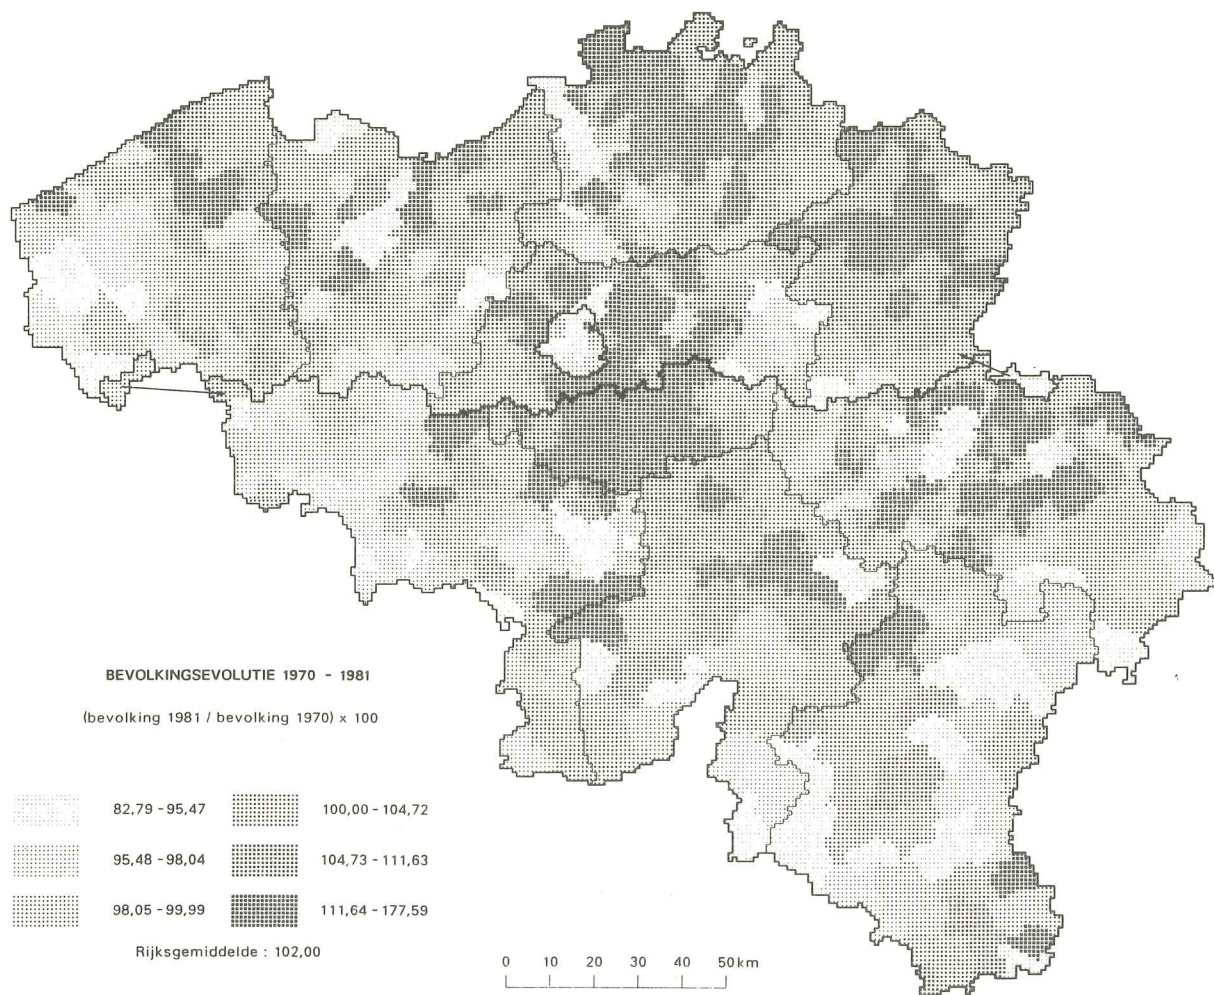 BEVOLKINGSEVOLUTIE 1970 - 1981
(bevolking 1981 / bevolking 1970) x 100
82,79 - 95,47
100,00 - 104,72
95,48 - 98,04
104,73 - 111,63
98,05 - 99,99
111,64 - 177,59
Rijksgemiddelde : 102,00
0 10 20 30 40 50 km